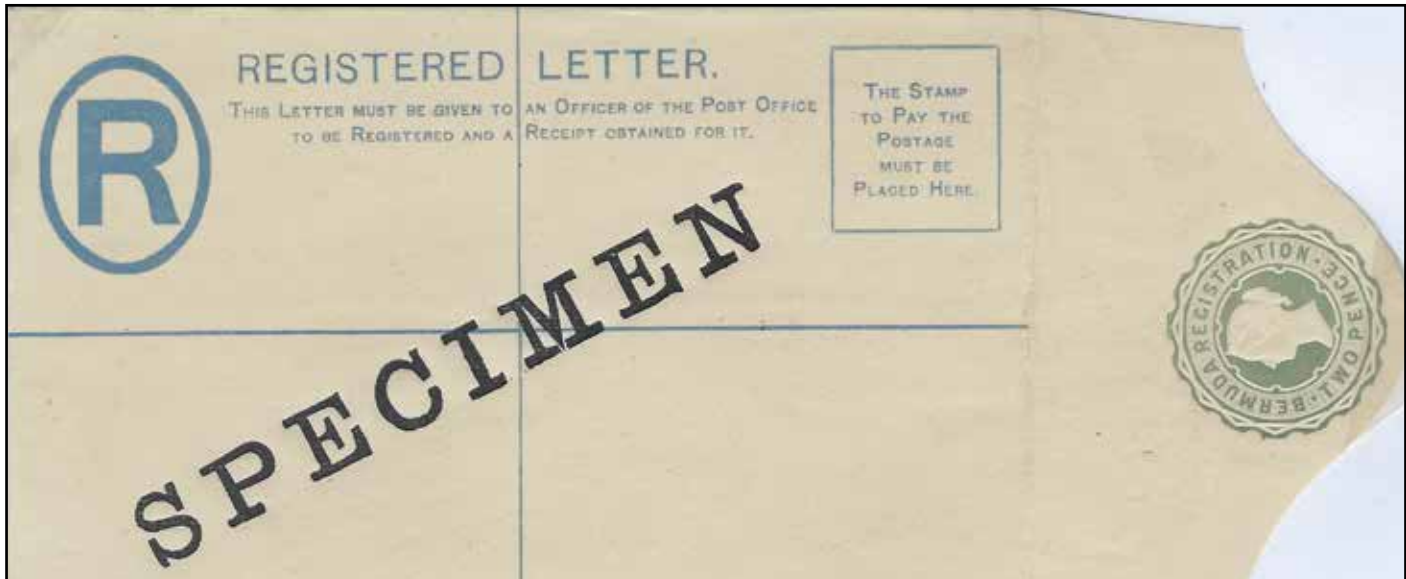 R
REGISTERED LETTER.
THIS LETTER MUST BE GIVEN TO AN OFFICER OF THE POST OFFICE
TO BE REGISTERED AND A RECEIPT OBTAINED FOR IT.
THE STAMP
TO PAY THE
POSTAGE
MUST BE
PLACED HERE.
SPECIMEN
BERMUDA REGISTRATION · TWO PENCE ·